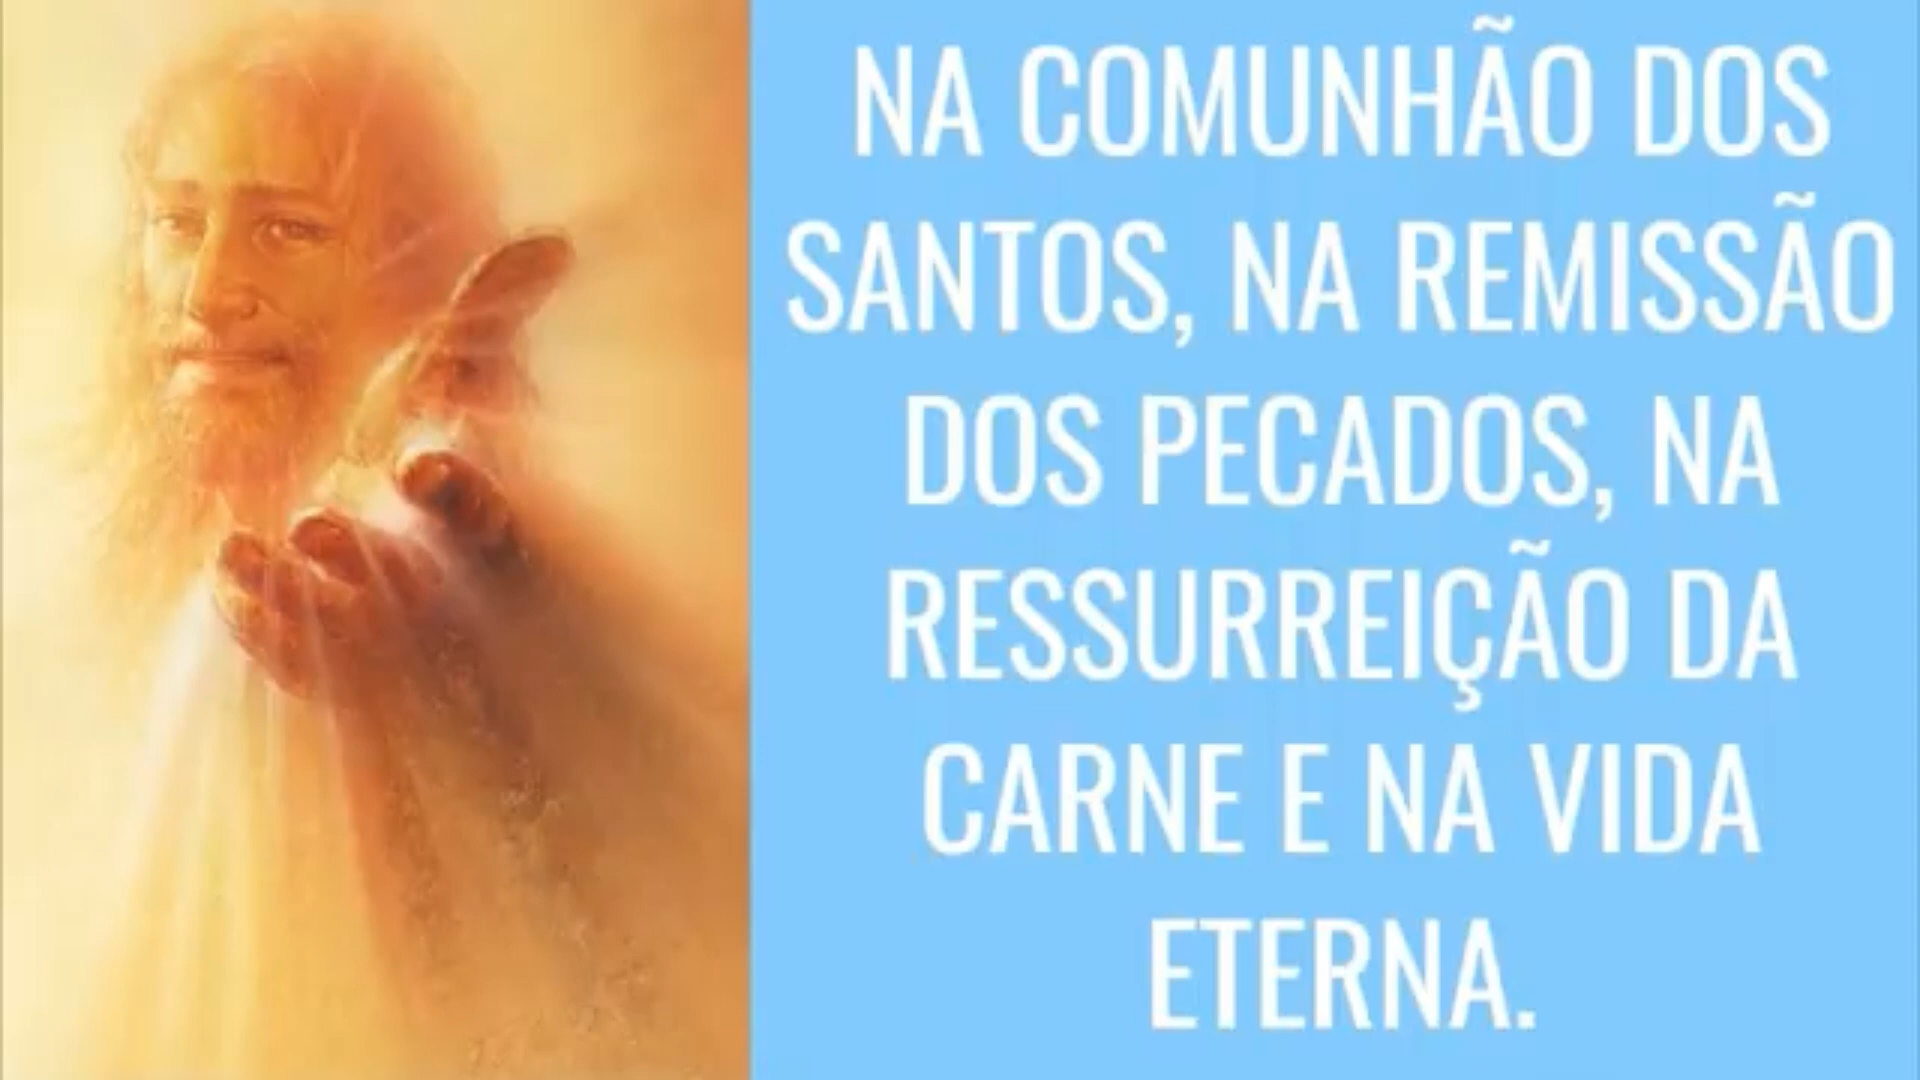 NA COMUNHÃO DOS
SANTOS, NA REMISSÃO
DOS PECADOS, NA
RESSURREIÇÃO DA
CARNE E NA VIDA
ETERNA.